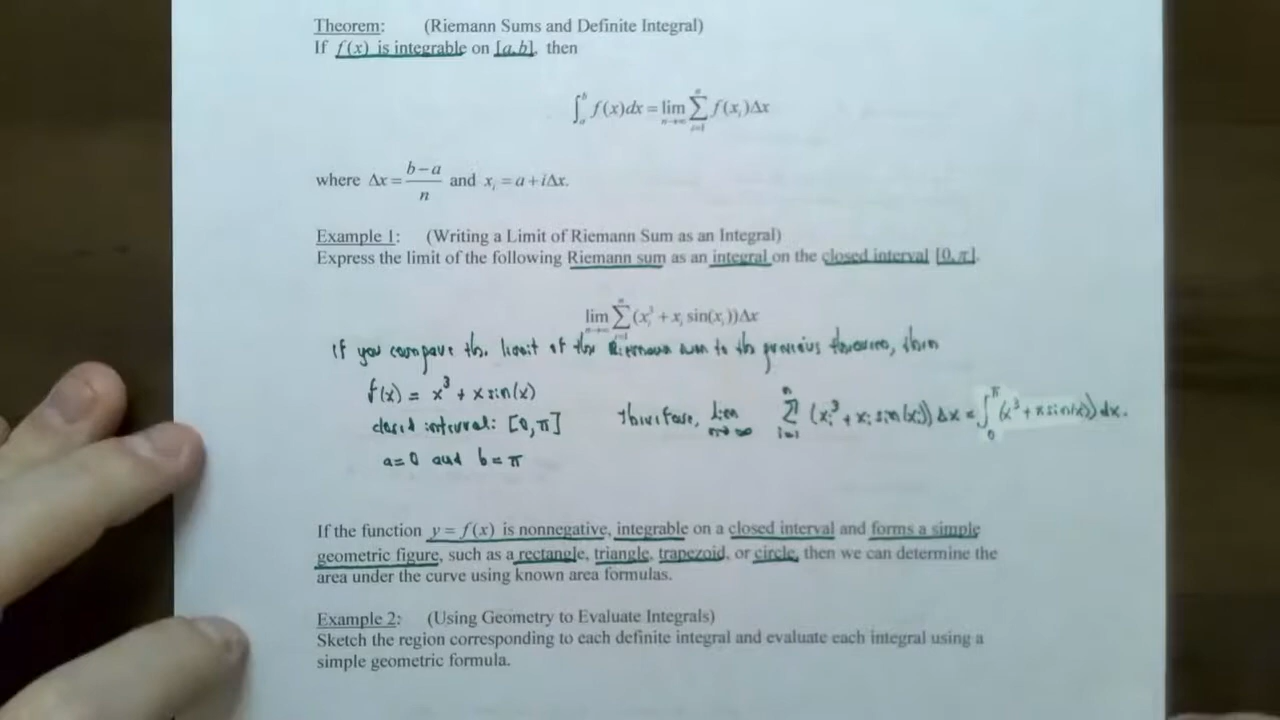 Theorem: (Riemann Sums and Definite Integral)
If f(x) is integrable on [a,b], then
∫_a^b f(x)dx = lim_{n→∞} ∑_{i=1}^n f(x_i)Δx
where Δx = (b−a)/n and x_i = a + iΔx.
Example 1: (Writing a Limit of Riemann Sum as an Integral)
Express the limit of the following Riemann sum as an integral on the closed interval [0,π].
lim_{n→∞} ∑_{i=1}^n (x_i^3 + x_i sin(x_i))Δx
If you compare the limit of the Riemann sum to the previous theorem, then
f(x) = x^3 + x sin(x)
closed interval: [0,π] Therefore, lim_{n→∞} ∑_{i=1}^n (x_i^3 + x_i sin(x_i)) Δx = ∫_0^π (x^3 + x sin(x)) dx.
a=0 and b=π
If the function y = f(x) is nonnegative, integrable on a closed interval and forms a simple
geometric figure, such as a rectangle, triangle, trapezoid, or circle, then we can determine the
area under the curve using known area formulas.
Example 2: (Using Geometry to Evaluate Integrals)
Sketch the region corresponding to each definite integral and evaluate each integral using a
simple geometric formula.